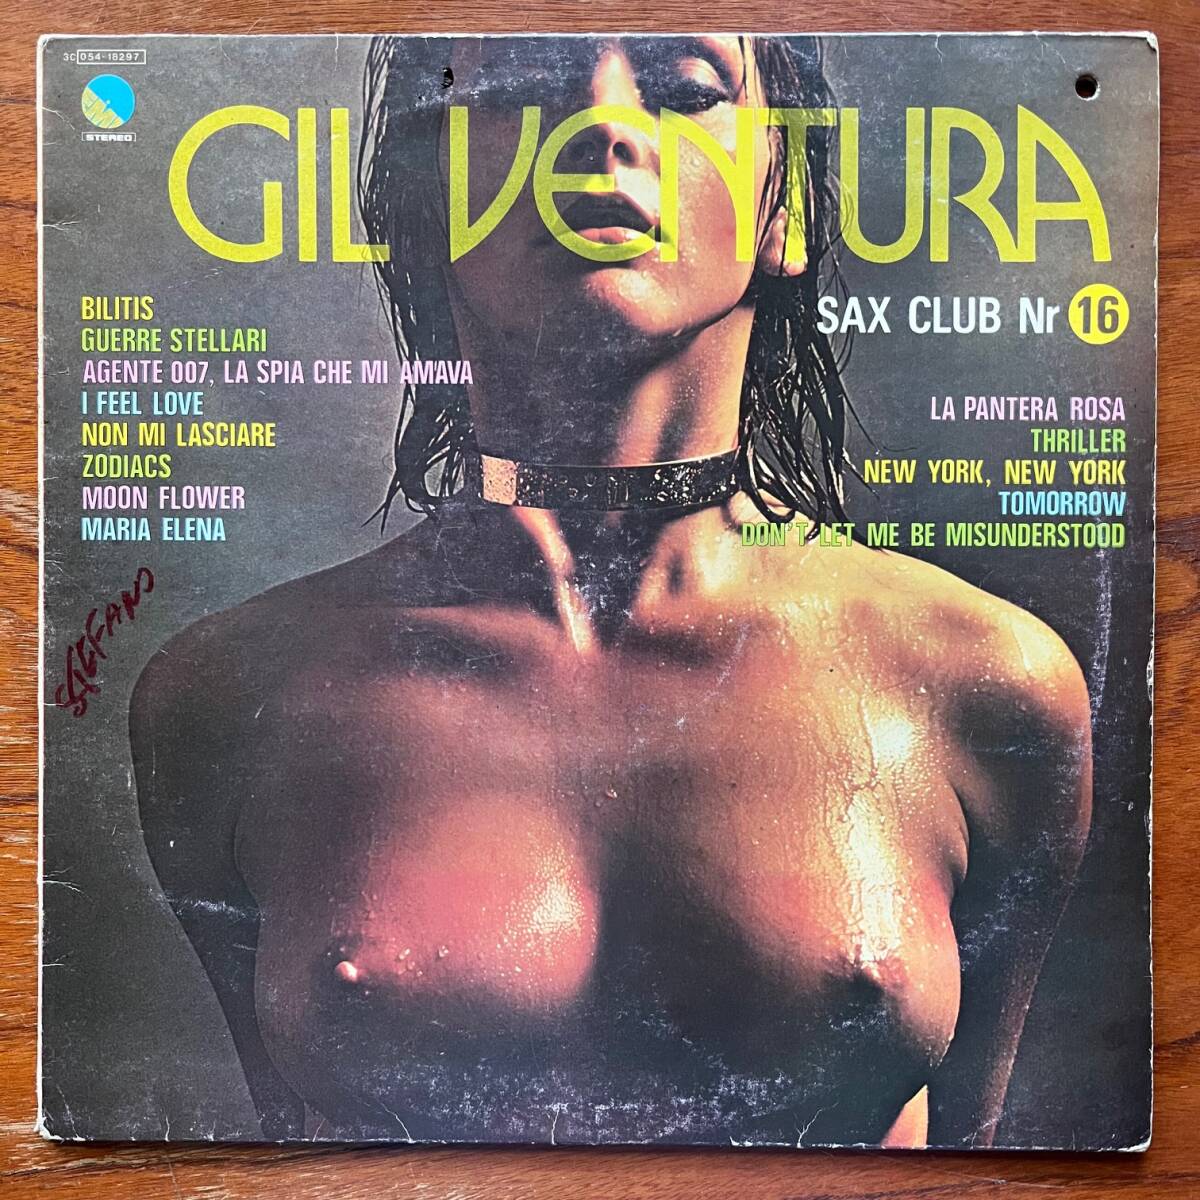 3C 054-18297
EMI
STEREO
GIL VENTURA
SAX CLUB Nr 16
BILITIS
GUERRE STELLARI
AGENTE 007, LA SPIA CHE MI AMAVA
I FEEL LOVE
NON MI LASCIARE
ZODIACS
MOON FLOWER
MARIA ELENA
LA PANTERA ROSA
THRILLER
NEW YORK, NEW YORK
TOMORROW
DON'T LET ME BE MISUNDERSTOOD
STEFANO